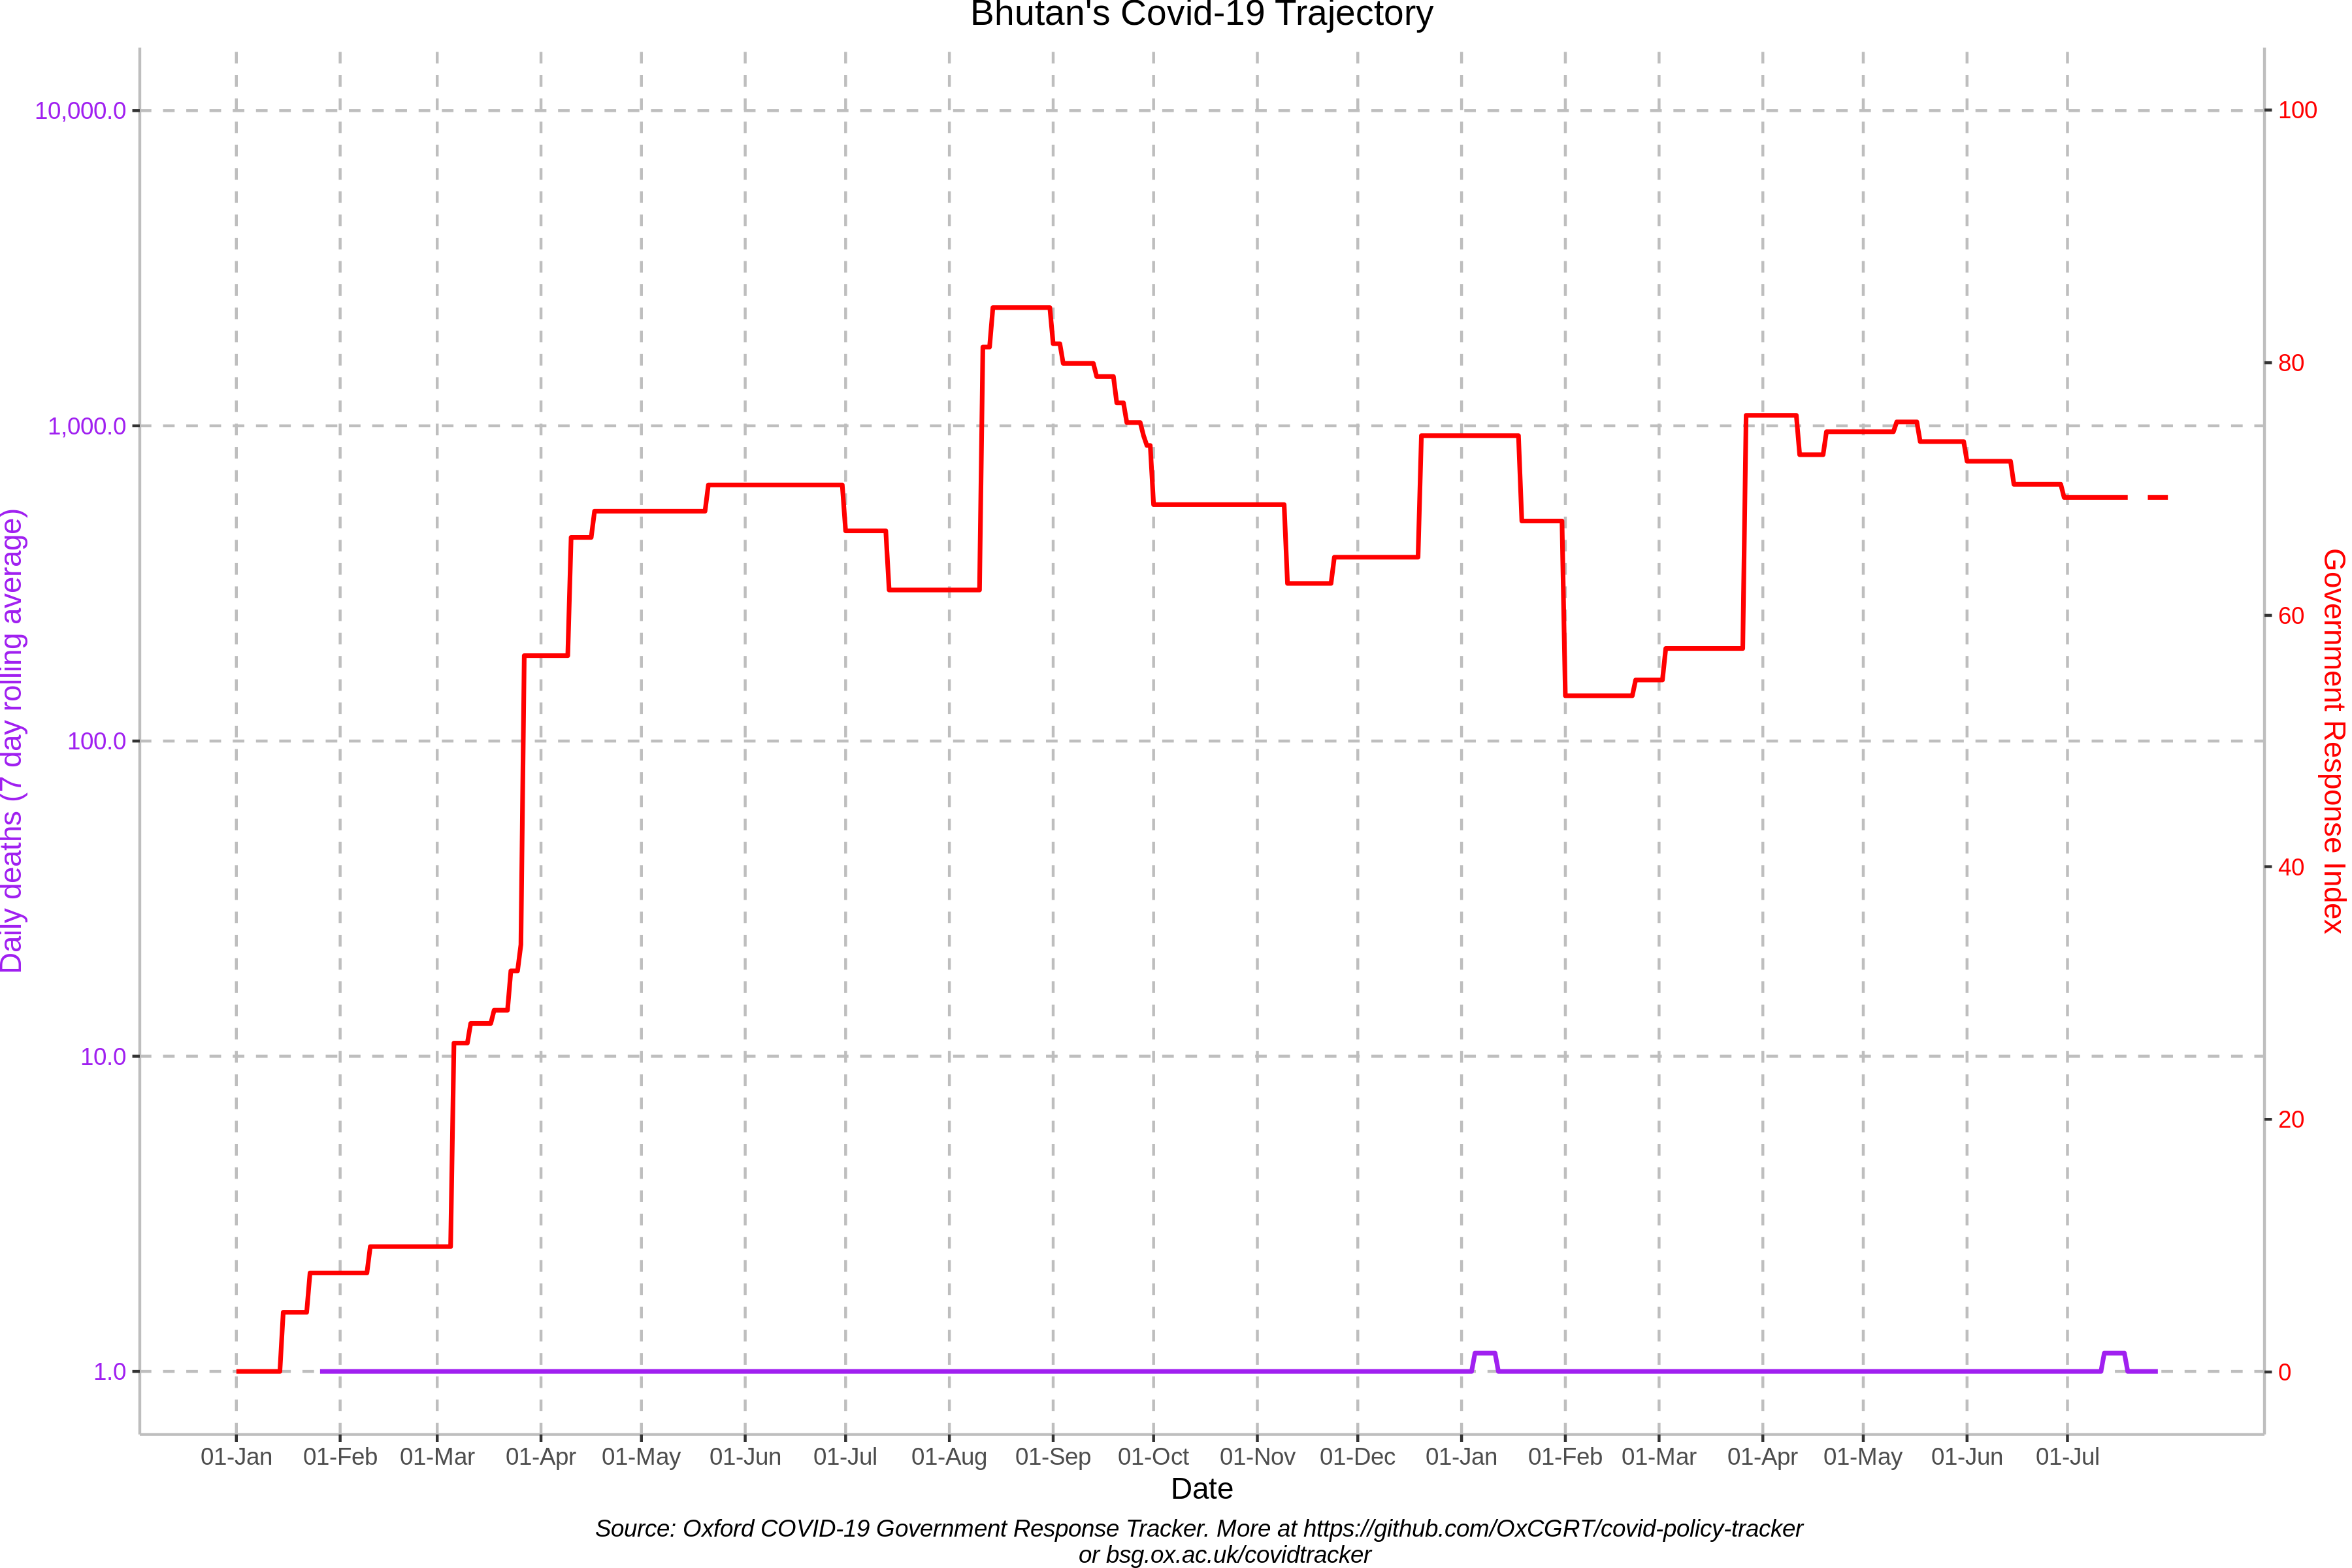 Bhutan's Covid-19 Trajectory
Daily deaths (7 day rolling average)
10,000.0
1,000.0
100.0
10.0
1.0
100
80
60
40
20
0
Government Response Index
01-Jan 01-Feb 01-Mar 01-Apr 01-May 01-Jun 01-Jul 01-Aug 01-Sep 01-Oct 01-Nov 01-Dec 01-Jan 01-Feb 01-Mar 01-Apr 01-May 01-Jun 01-Jul
Date
Source: Oxford COVID-19 Government Response Tracker. More at https://github.com/OxCGRT/covid-policy-tracker
or bsg.ox.ac.uk/covidtracker